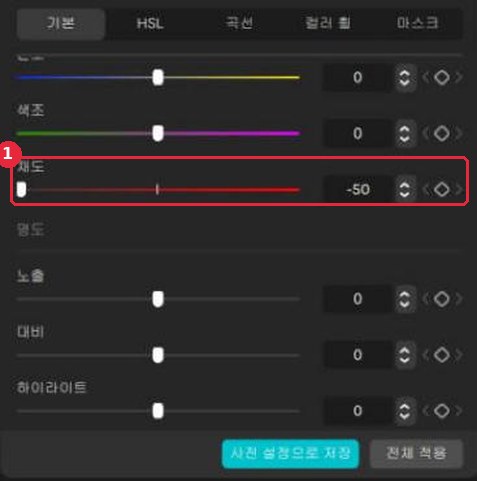 기본 HSL 곡선 컬러 휠 마스크
0
색조
0
1
채도
-50
명도
노출
0
대비
0
하이라이트
0
사전 설정으로 저장 전체 적용